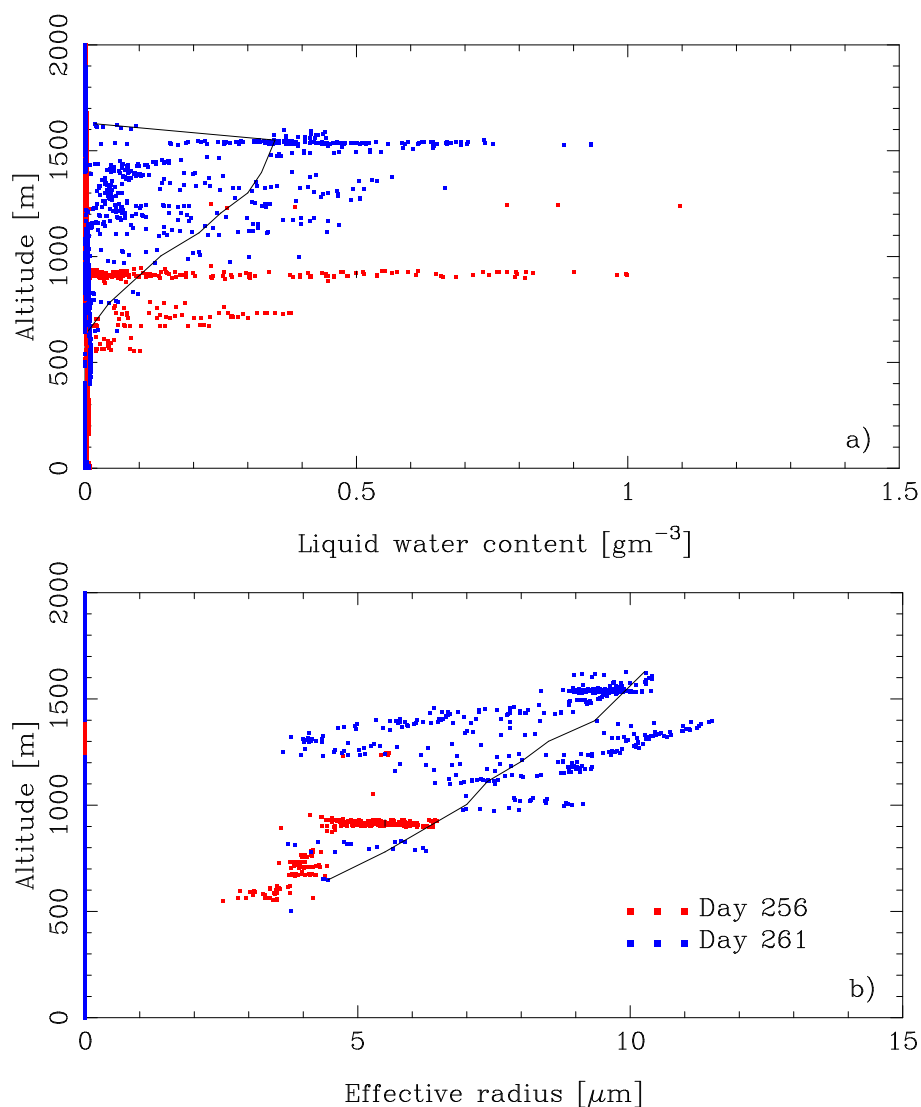 2000
1500
1000
500
0
Altitude [m]
a)
0 0.5 1 1.5
Liquid water content [gm⁻³]
2000
1500
1000
500
0
Altitude [m]
Day 256
Day 261
b)
0 5 10 15
Effective radius [μm]